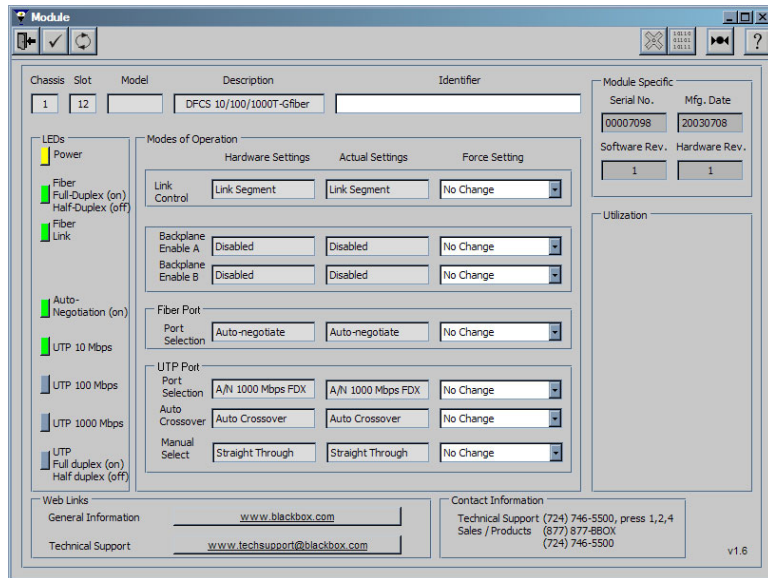 Module
Chassis Slot Model Description Identifier
1 12 DFCS 10/100/1000T-Gfiber
Module Specific
Serial No. Mfg. Date
00007098 20030708
Software Rev. Hardware Rev.
1 1
LEDs
Power
Fiber
Full-Duplex (on)
Half-Duplex (off)
Fiber
Link
Auto-
Negotiation (on)
UTP 10 Mbps
UTP 100 Mbps
UTP 1000 Mbps
UTP
Full duplex (on)
Half duplex (off)
Modes of Operation
Hardware Settings Actual Settings Force Setting
Link
Control Link Segment Link Segment No Change
Backplane
Enable A Disabled Disabled No Change
Backplane
Enable B Disabled Disabled No Change
Fiber Port
Port
Selection Auto-negotiate Auto-negotiate No Change
UTP Port
Port
Selection A/N 1000 Mbps FDX A/N 1000 Mbps FDX No Change
Auto
Crossover Auto Crossover Auto Crossover No Change
Manual
Select Straight Through Straight Through No Change
Utilization
Web Links
General Information www.blackbox.com
Technical Support www.techsupport@blackbox.com
Contact Information
Technical Support (724) 746-5500, press 1,2,4
Sales / Products (877) 877-BBOX
(724) 746-5500
v1.6